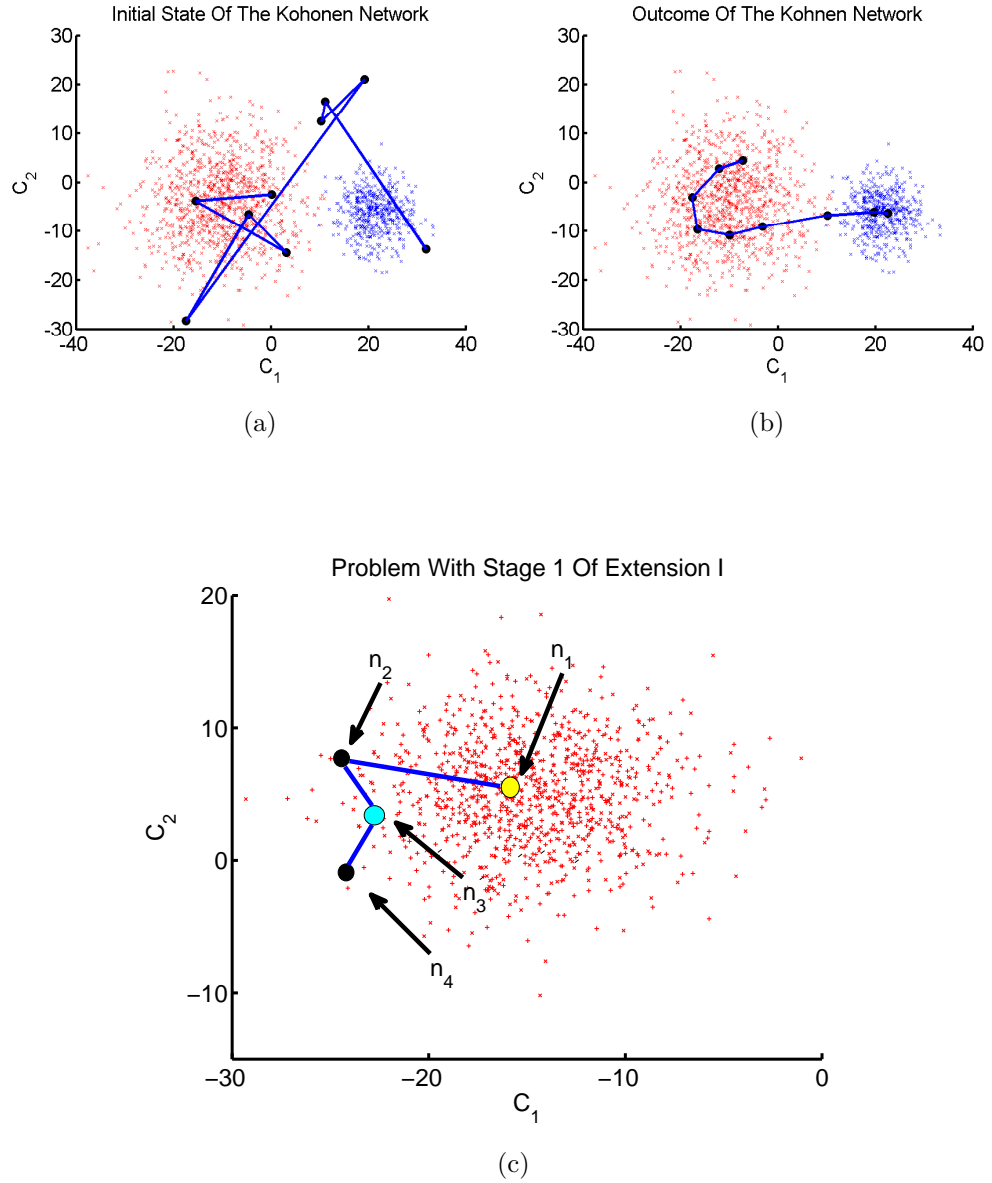 Initial State Of The Kohonen Network
30
20
10
0
-10
-20
-30
-40
-20
0
20
40
C2
C1
(a)
Outcome Of The Kohnen Network
30
20
10
0
-10
-20
-30
-40
-20
0
20
40
C2
C1
(b)
Problem With Stage 1 Of Extension I
20
10
0
−10
−30
−20
−10
0
C2
C1
n1
n2
n3
n4
(c)